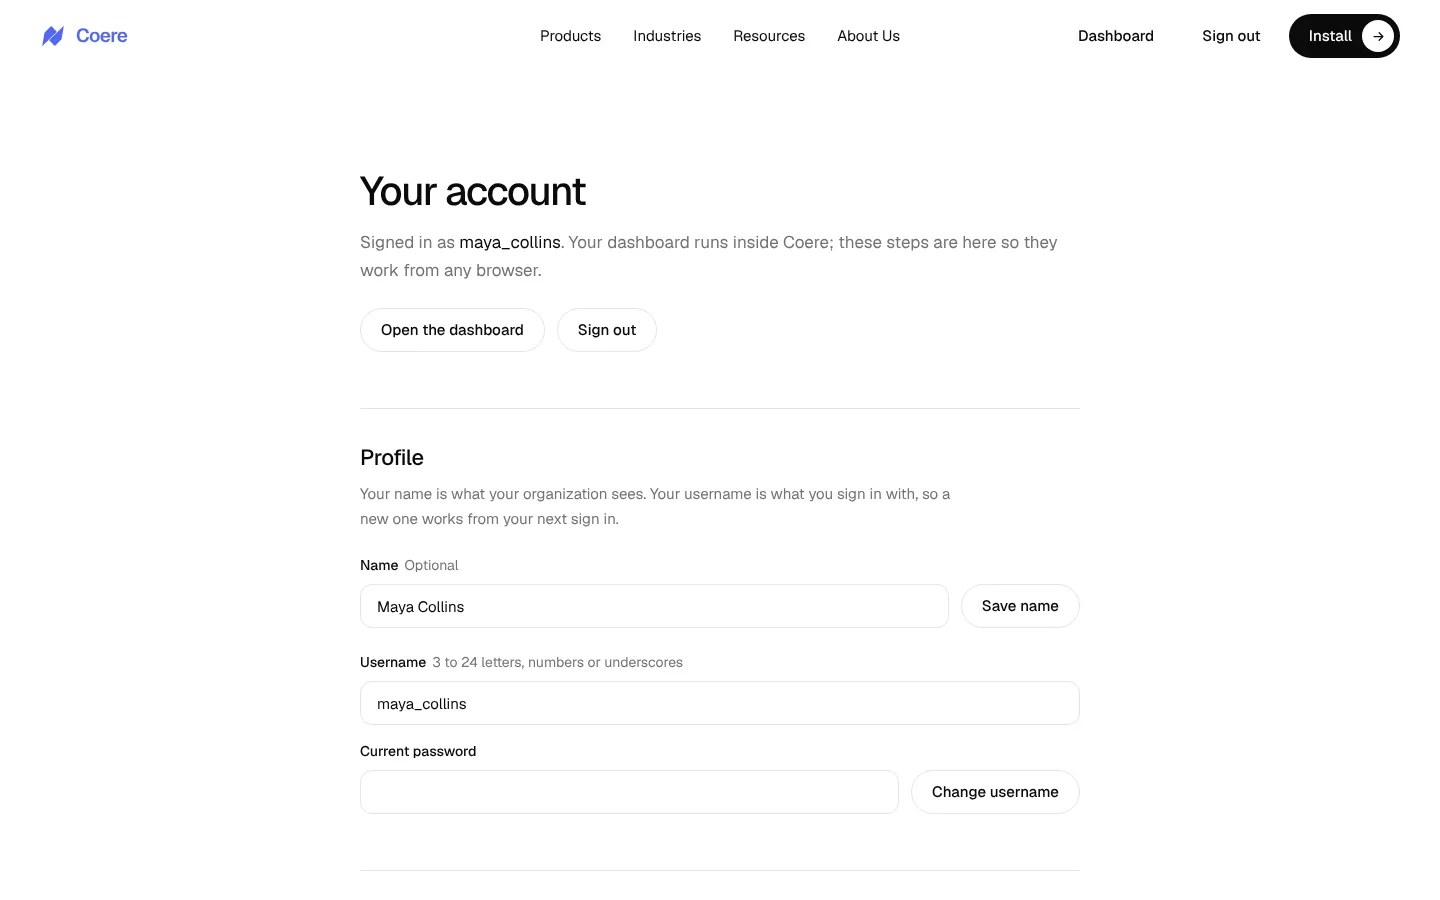 Coere
Products
Industries
Resources
About Us
Dashboard
Sign out
Install →
Your account
Signed in as maya_collins. Your dashboard runs inside Coere; these steps are here so they
work from any browser.
Open the dashboard
Sign out
Profile
Your name is what your organization sees. Your username is what you sign in with, so a
new one works from your next sign in.
Name Optional
Maya Collins
Save name
Username 3 to 24 letters, numbers or underscores
maya_collins
Current password
Change username